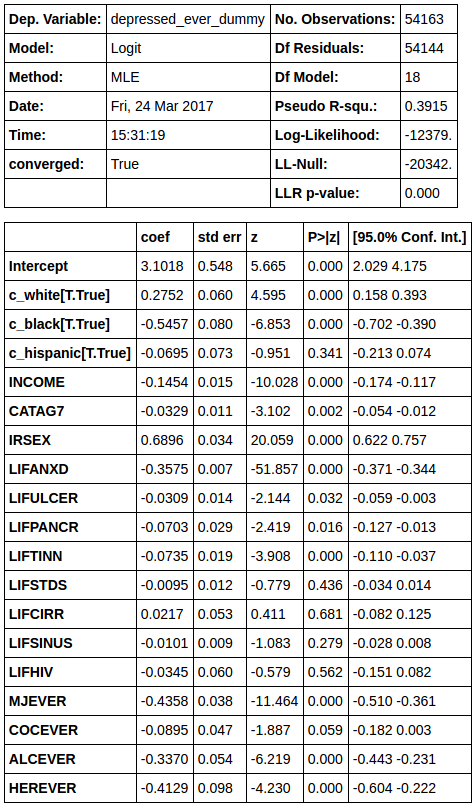 Dep. Variable: depressed_ever_dummy No. Observations: 54163
Model: Logit Df Residuals: 54144
Method: MLE Df Model: 18
Date: Fri, 24 Mar 2017 Pseudo R-squ.: 0.3915
Time: 15:31:19 Log-Likelihood: -12379.
converged: True LL-Null: -20342.
LLR p-value: 0.000
coef std err z P>|z| [95.0% Conf. Int.]
Intercept 3.1018 0.548 5.665 0.000 2.029 4.175
c_white[T.True] 0.2752 0.060 4.595 0.000 0.158 0.393
c_black[T.True] -0.5457 0.080 -6.853 0.000 -0.702 -0.390
c_hispanic[T.True] -0.0695 0.073 -0.951 0.341 -0.213 0.074
INCOME -0.1454 0.015 -10.028 0.000 -0.174 -0.117
CATAG7 -0.0329 0.011 -3.102 0.002 -0.054 -0.012
IRSEX 0.6896 0.034 20.059 0.000 0.622 0.757
LIFANXD -0.3575 0.007 -51.857 0.000 -0.371 -0.344
LIFULCER -0.0309 0.014 -2.144 0.032 -0.059 -0.003
LIFPANCR -0.0703 0.029 -2.419 0.016 -0.127 -0.013
LIFTINN -0.0735 0.019 -3.908 0.000 -0.110 -0.037
LIFSTDS -0.0095 0.012 -0.779 0.436 -0.034 0.014
LIFCIRR 0.0217 0.053 0.411 0.681 -0.082 0.125
LIFSINUS -0.0101 0.009 -1.083 0.279 -0.028 0.008
LIFHIV -0.0345 0.060 -0.579 0.562 -0.151 0.082
MJEVER -0.4358 0.038 -11.464 0.000 -0.510 -0.361
COCEVER -0.0895 0.047 -1.887 0.059 -0.182 0.003
ALCEVER -0.3370 0.054 -6.219 0.000 -0.443 -0.231
HEREVER -0.4129 0.098 -4.230 0.000 -0.604 -0.222